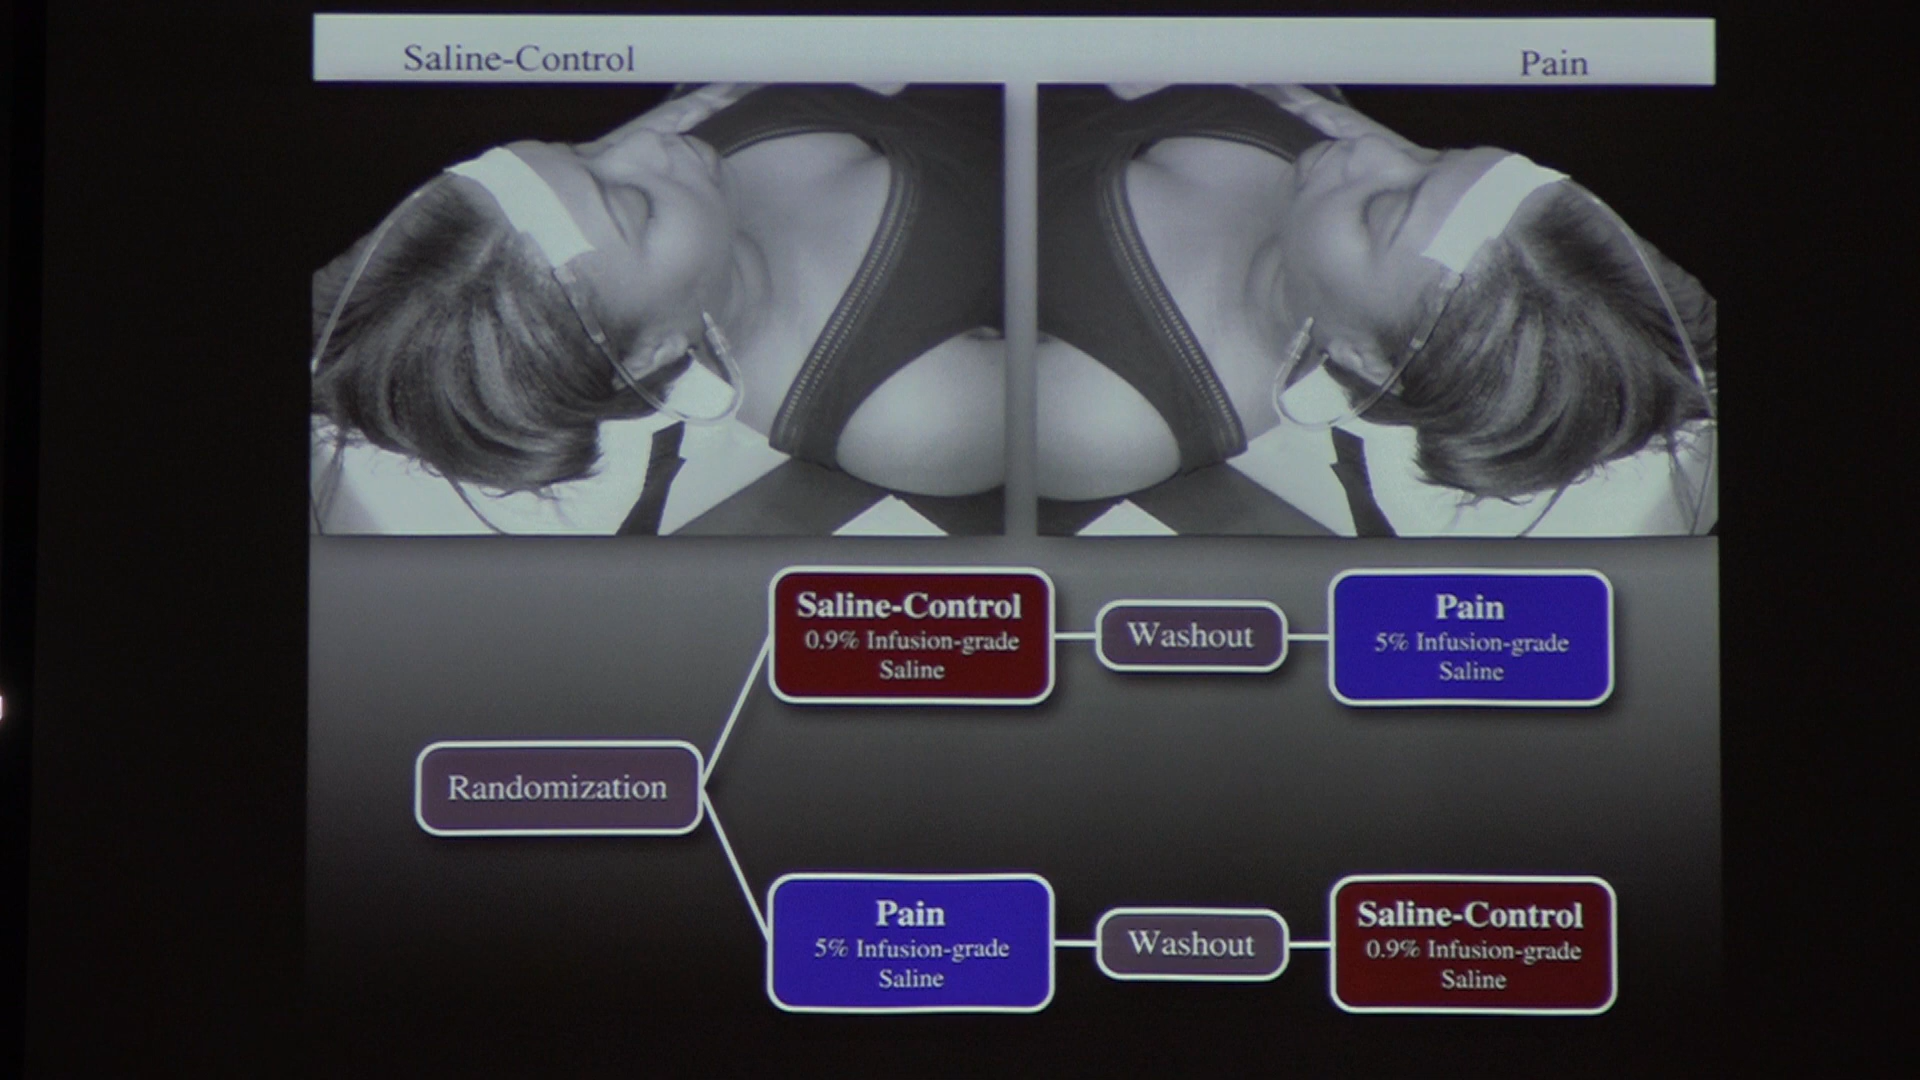 Saline-Control
Pain
Saline-Control
0.9% Infusion-grade
Saline
Washout
Pain
5% Infusion-grade
Saline
Randomization
Pain
5% Infusion-grade
Saline
Washout
Saline-Control
0.9% Infusion-grade
Saline